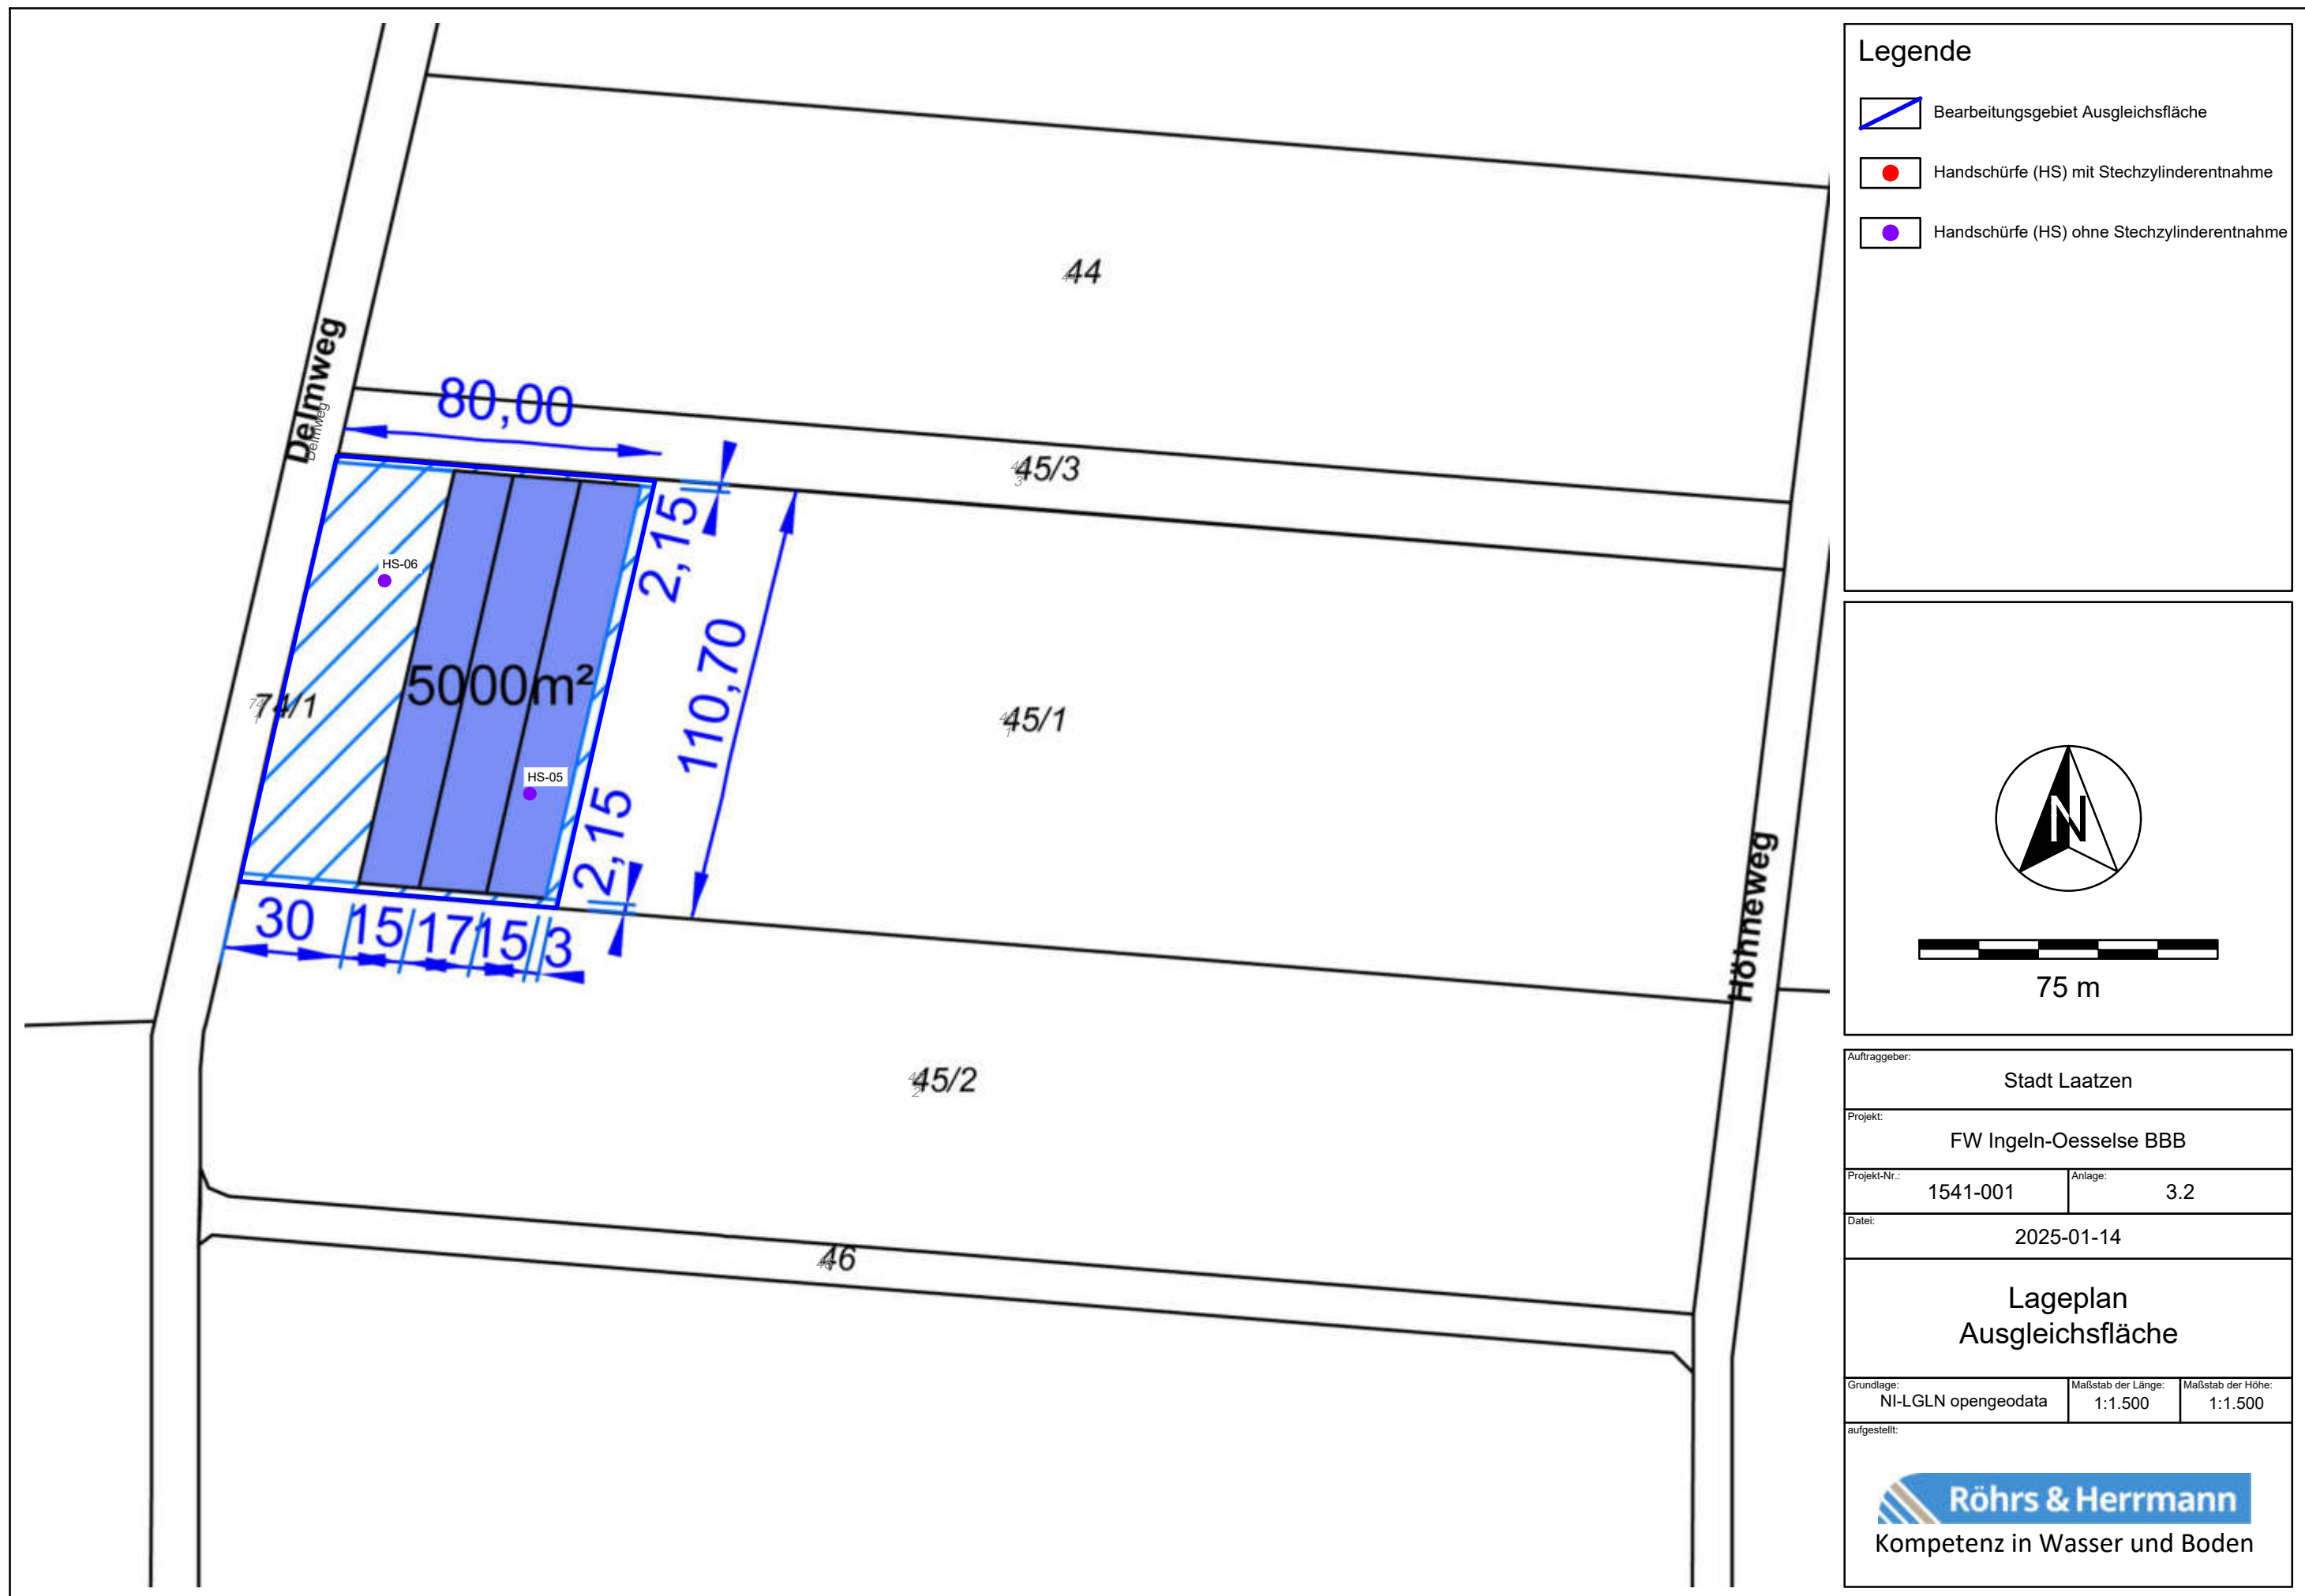 44
Delmweg
Delmweg
80,00
45/3
2,15
HS-06
110,70
5000m²
74/1
45/1
HS-05
2,15
30 15 17 15 3
Höhneweg
45/2
46
Legende
Bearbeitungsgebiet Ausgleichsfläche
Handschürfe (HS) mit Stechzylinderentnahme
Handschürfe (HS) ohne Stechzylinderentnahme
N
75 m
Auftraggeber:
Stadt Laatzen
Projekt:
FW Ingeln-Oesselse BBB
Projekt-Nr.: 1541-001 Anlage: 3.2
Datei:
2025-01-14
Lageplan
Ausgleichsfläche
Grundlage: Maßstab der Länge: Maßstab der Höhe:
NI-LGLN opengeodata 1:1.500 1:1.500
aufgestellt:
Röhrs & Herrmann
Kompetenz in Wasser und Boden